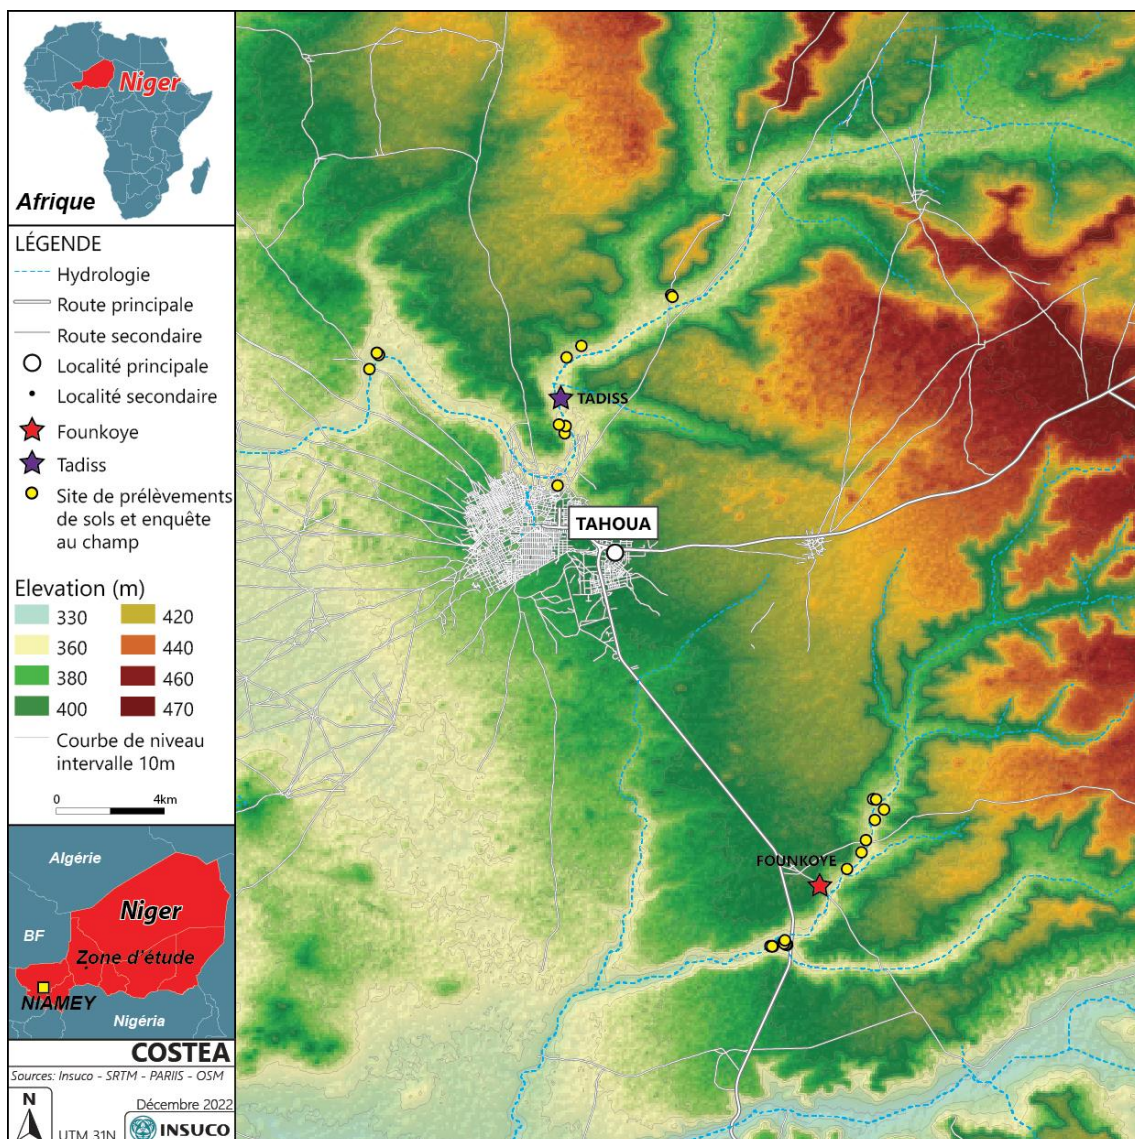 Niger
Afrique
LÉGENDE
Hydrologie
Route principale
Route secondaire
Localité principale
Localité secondaire
Founkoye
Tadiss
Site de prélèvements
de sols et enquête
au champ
Elevation (m)
330
360
380
400
420
440
460
470
Courbe de niveau
intervalle 10m
0
4km
Algérie
Niger
BF
Zone d'étude
NIAMEY
Nigéria
COSTEA
Sources: Insuco - SRTM - PARIIS - OSM
N
Décembre 2022
UTM 31N
INSUCO
TADISS
TAHOUA
FOUNKOYE